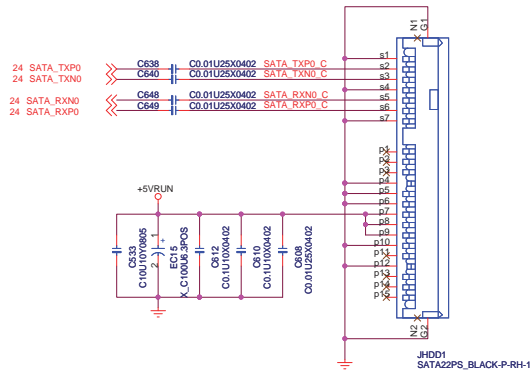 N1
G1
24 SATA_TXP0 C638 C0.01U25X0402 SATA_TXP0_C
24 SATA_TXN0 C640 C0.01U25X0402 SATA_TXN0_C
24 SATA_RXN0 C648 C0.01U25X0402 SATA_RXN0_C
24 SATA_RXP0 C649 C0.01U25X0402 SATA_RXP0_C
s1
s2
s3
s4
s5
s6
s7
p1
p2
p3
p4
p5
p6
p7
p8
p9
p10
p11
p12
p13
p14
p15
+5VRUN
C533
C10U10Y0805
1
+
2
EC15
X_C100U6.3POS
C612
C0.1U10X0402
C610
C0.1U10X0402
C608
C0.01U25X0402
N2
G2
JHDD1
SATA22PS_BLACK-P-RH-1